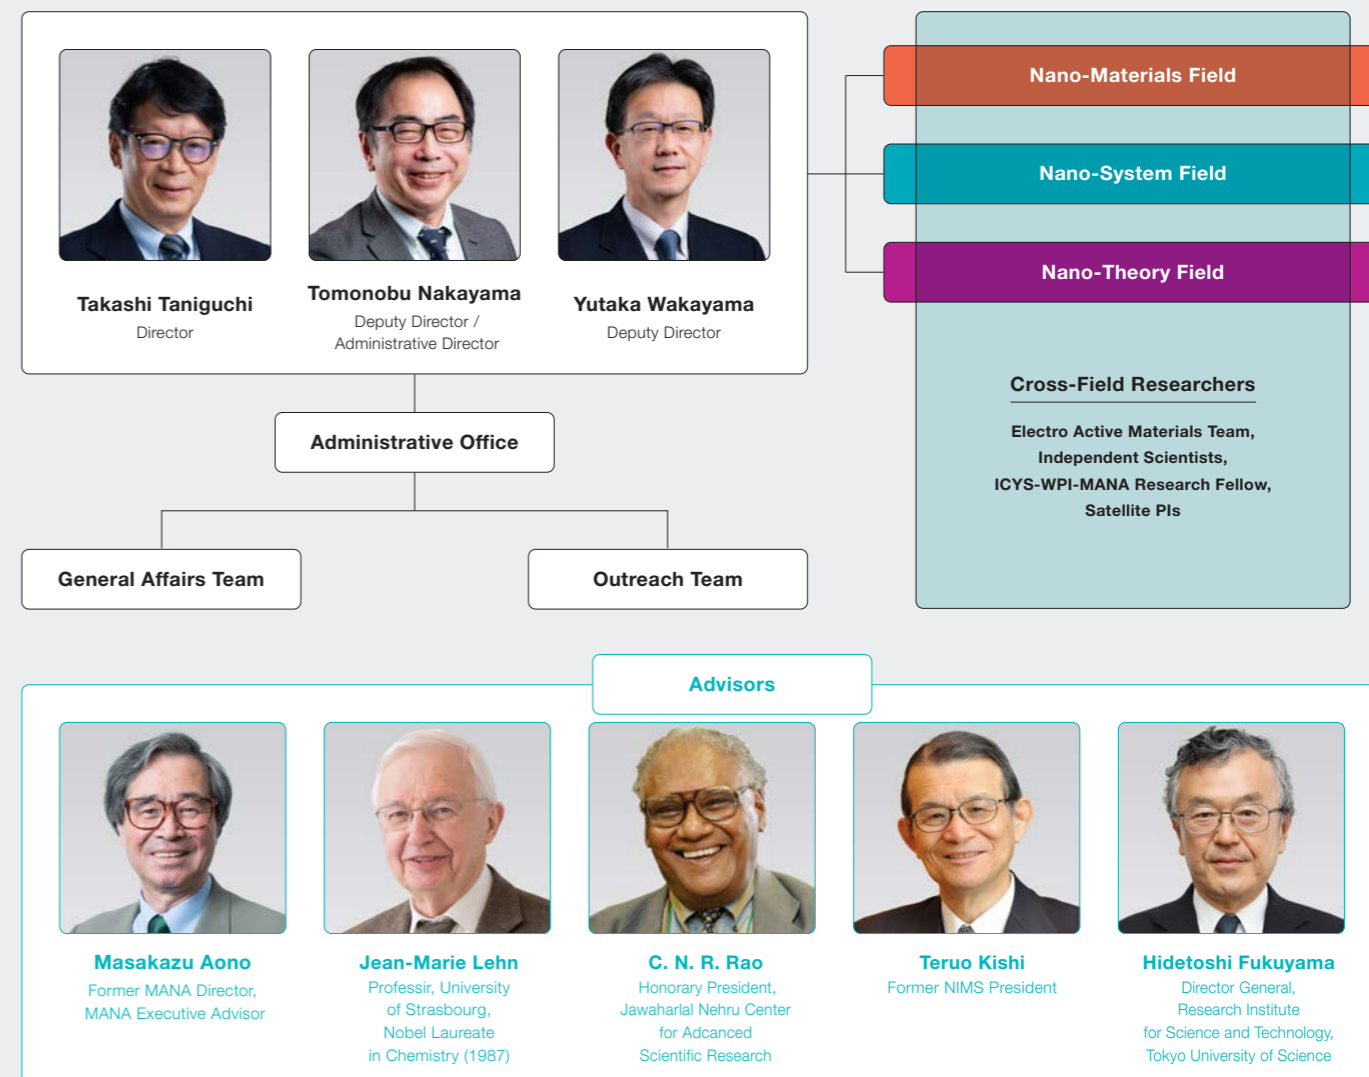 Takashi Taniguchi
Director
Tomonobu Nakayama
Deputy Director /
Administrative Director
Yutaka Wakayama
Deputy Director
Nano-Materials Field
Nano-System Field
Nano-Theory Field
Cross-Field Researchers
Electro Active Materials Team,
Independent Scientists,
ICYS-WPI-MANA Research Fellow,
Satellite PIs
Administrative Office
General Affairs Team
Outreach Team
Advisors
Masakazu Aono
Former MANA Director,
MANA Executive Advisor
Jean-Marie Lehn
Professir, University
of Strasbourg,
Nobel Laureate
in Chemistry (1987)
C. N. R. Rao
Honorary President,
Jawaharlal Nehru Center
for Adcanced
Scientific Research
Teruo Kishi
Former NIMS President
Hidetoshi Fukuyama
Director General,
Research Institute
for Science and Technology,
Tokyo University of Science